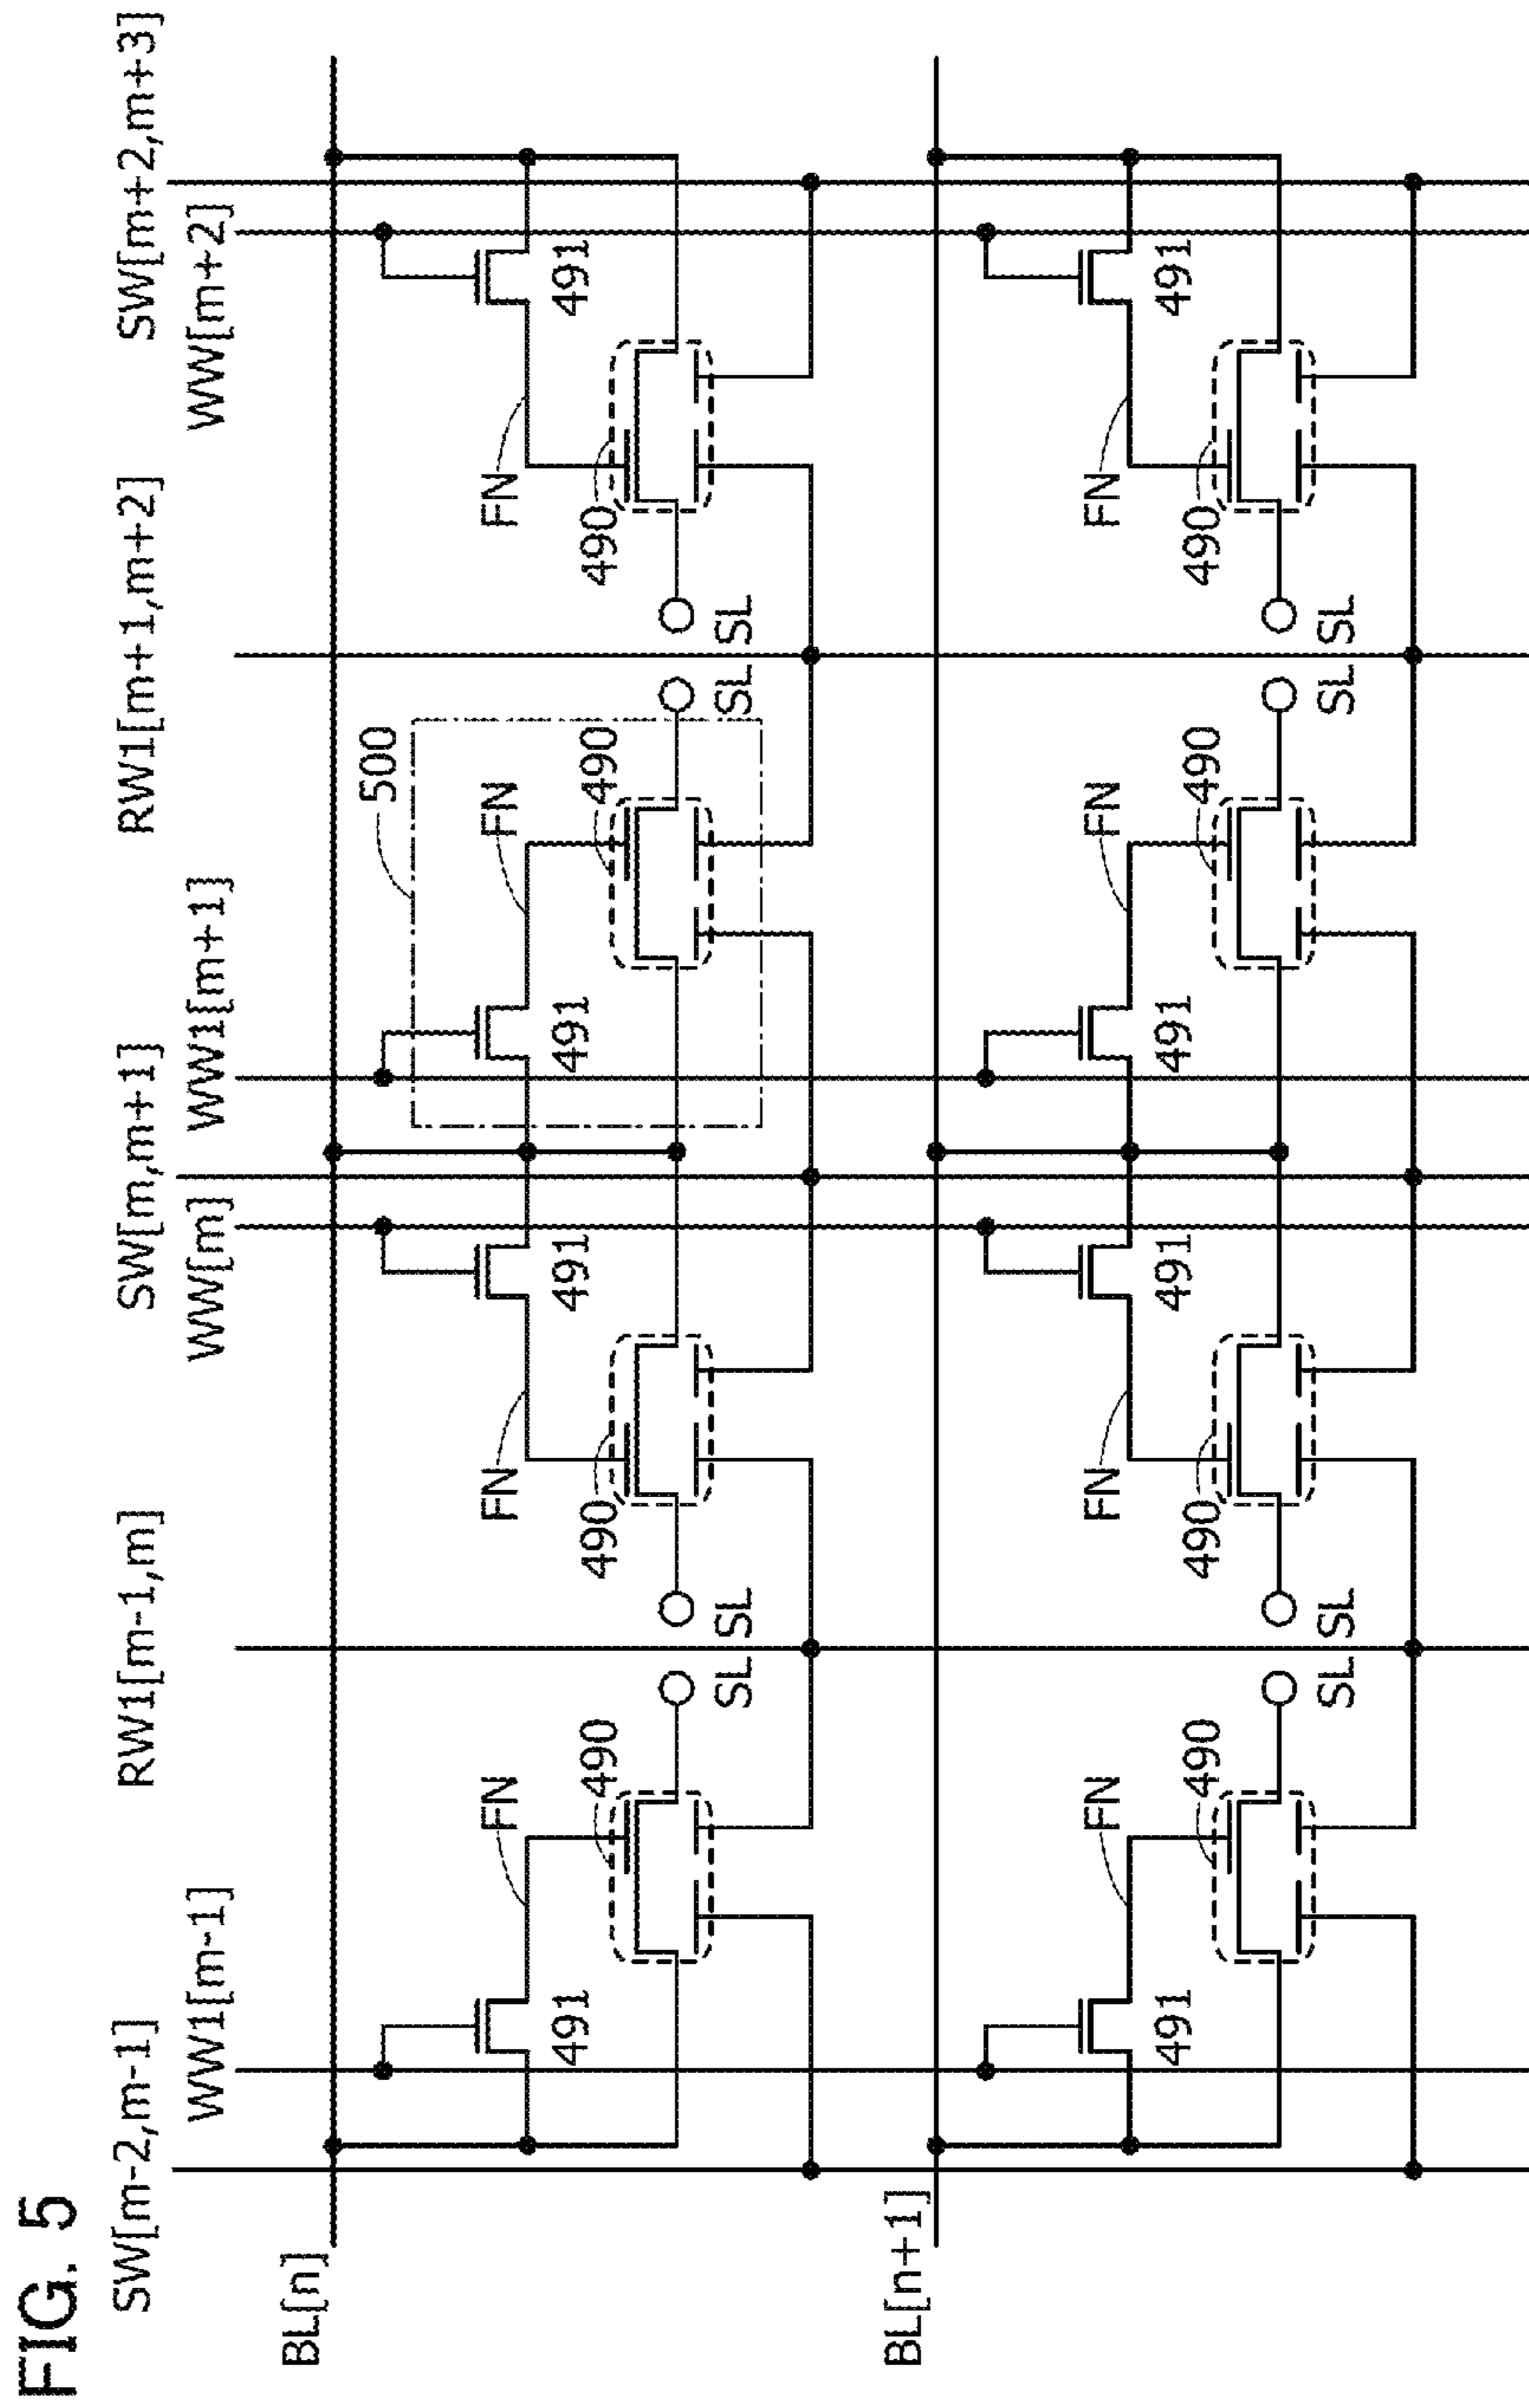 FIG. 5
SW[m-2,m-1]
RW1[m-1,m]
SW[m,m+1]
RW1[m+1,m+2]
SW[m+2,m+3]
WW1[m-1]
WW[m]
WW1[m+1]
WW[m+2]
BL[n]
500
FN
FN
FN
FN
491
491
491
491
490
490
490
490
SL
SL
SL
SL
BL[n+1]
FN
FN
FN
FN
491
491
491
491
490
490
490
490
SL
SL
SL
SL